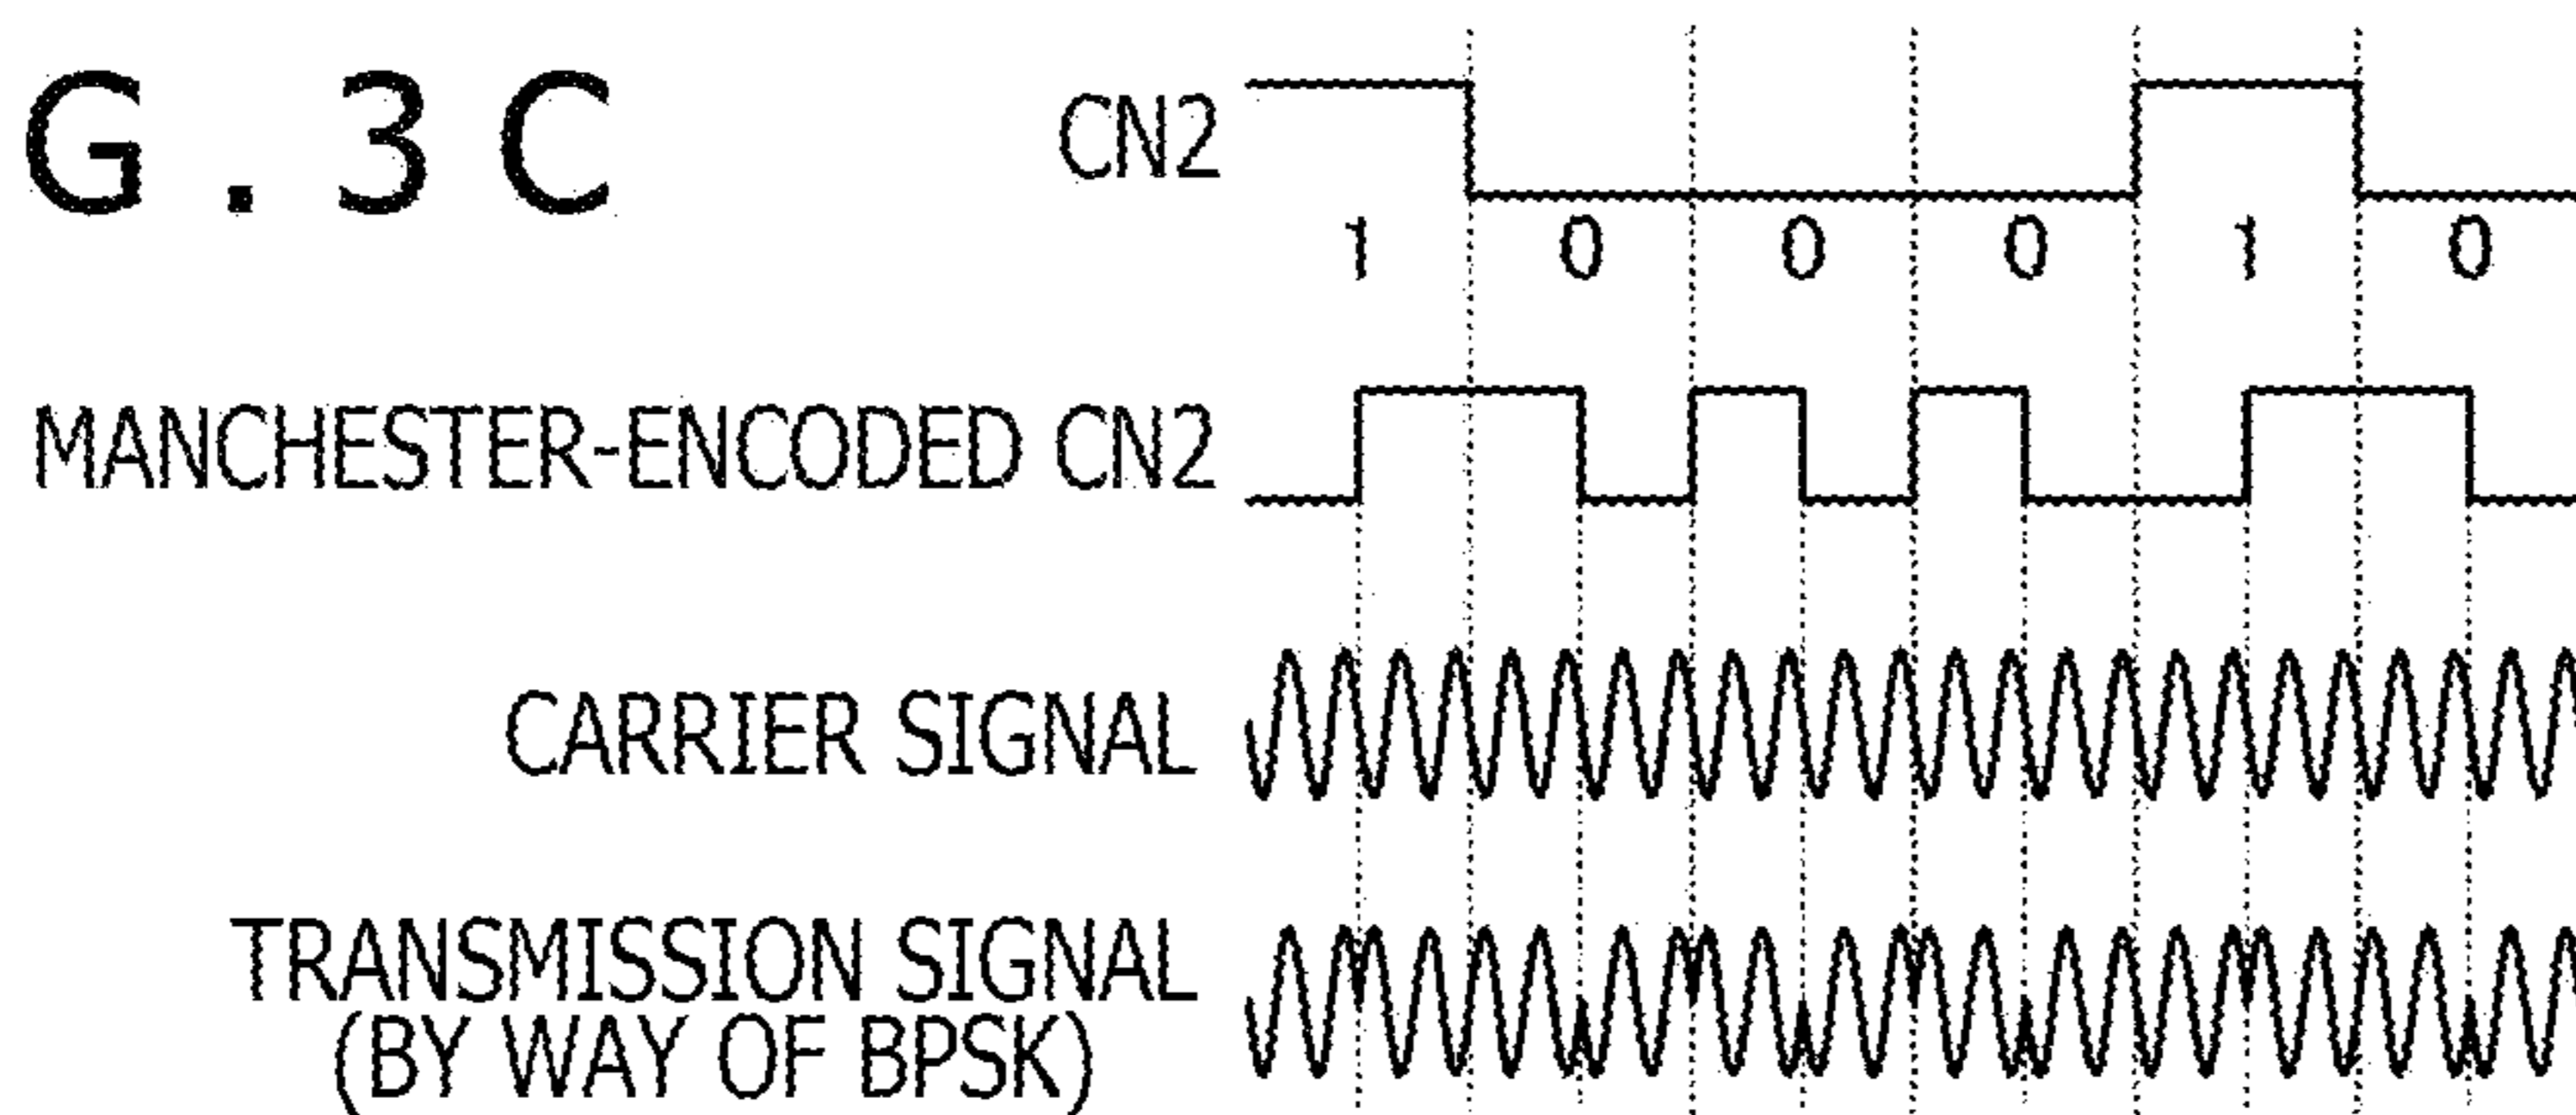 G.3C
CN2
1 0 0 0 1 0
MANCHESTER-ENCODED CN2
CARRIER SIGNAL
TRANSMISSION SIGNAL
(BY WAY OF BPSK)